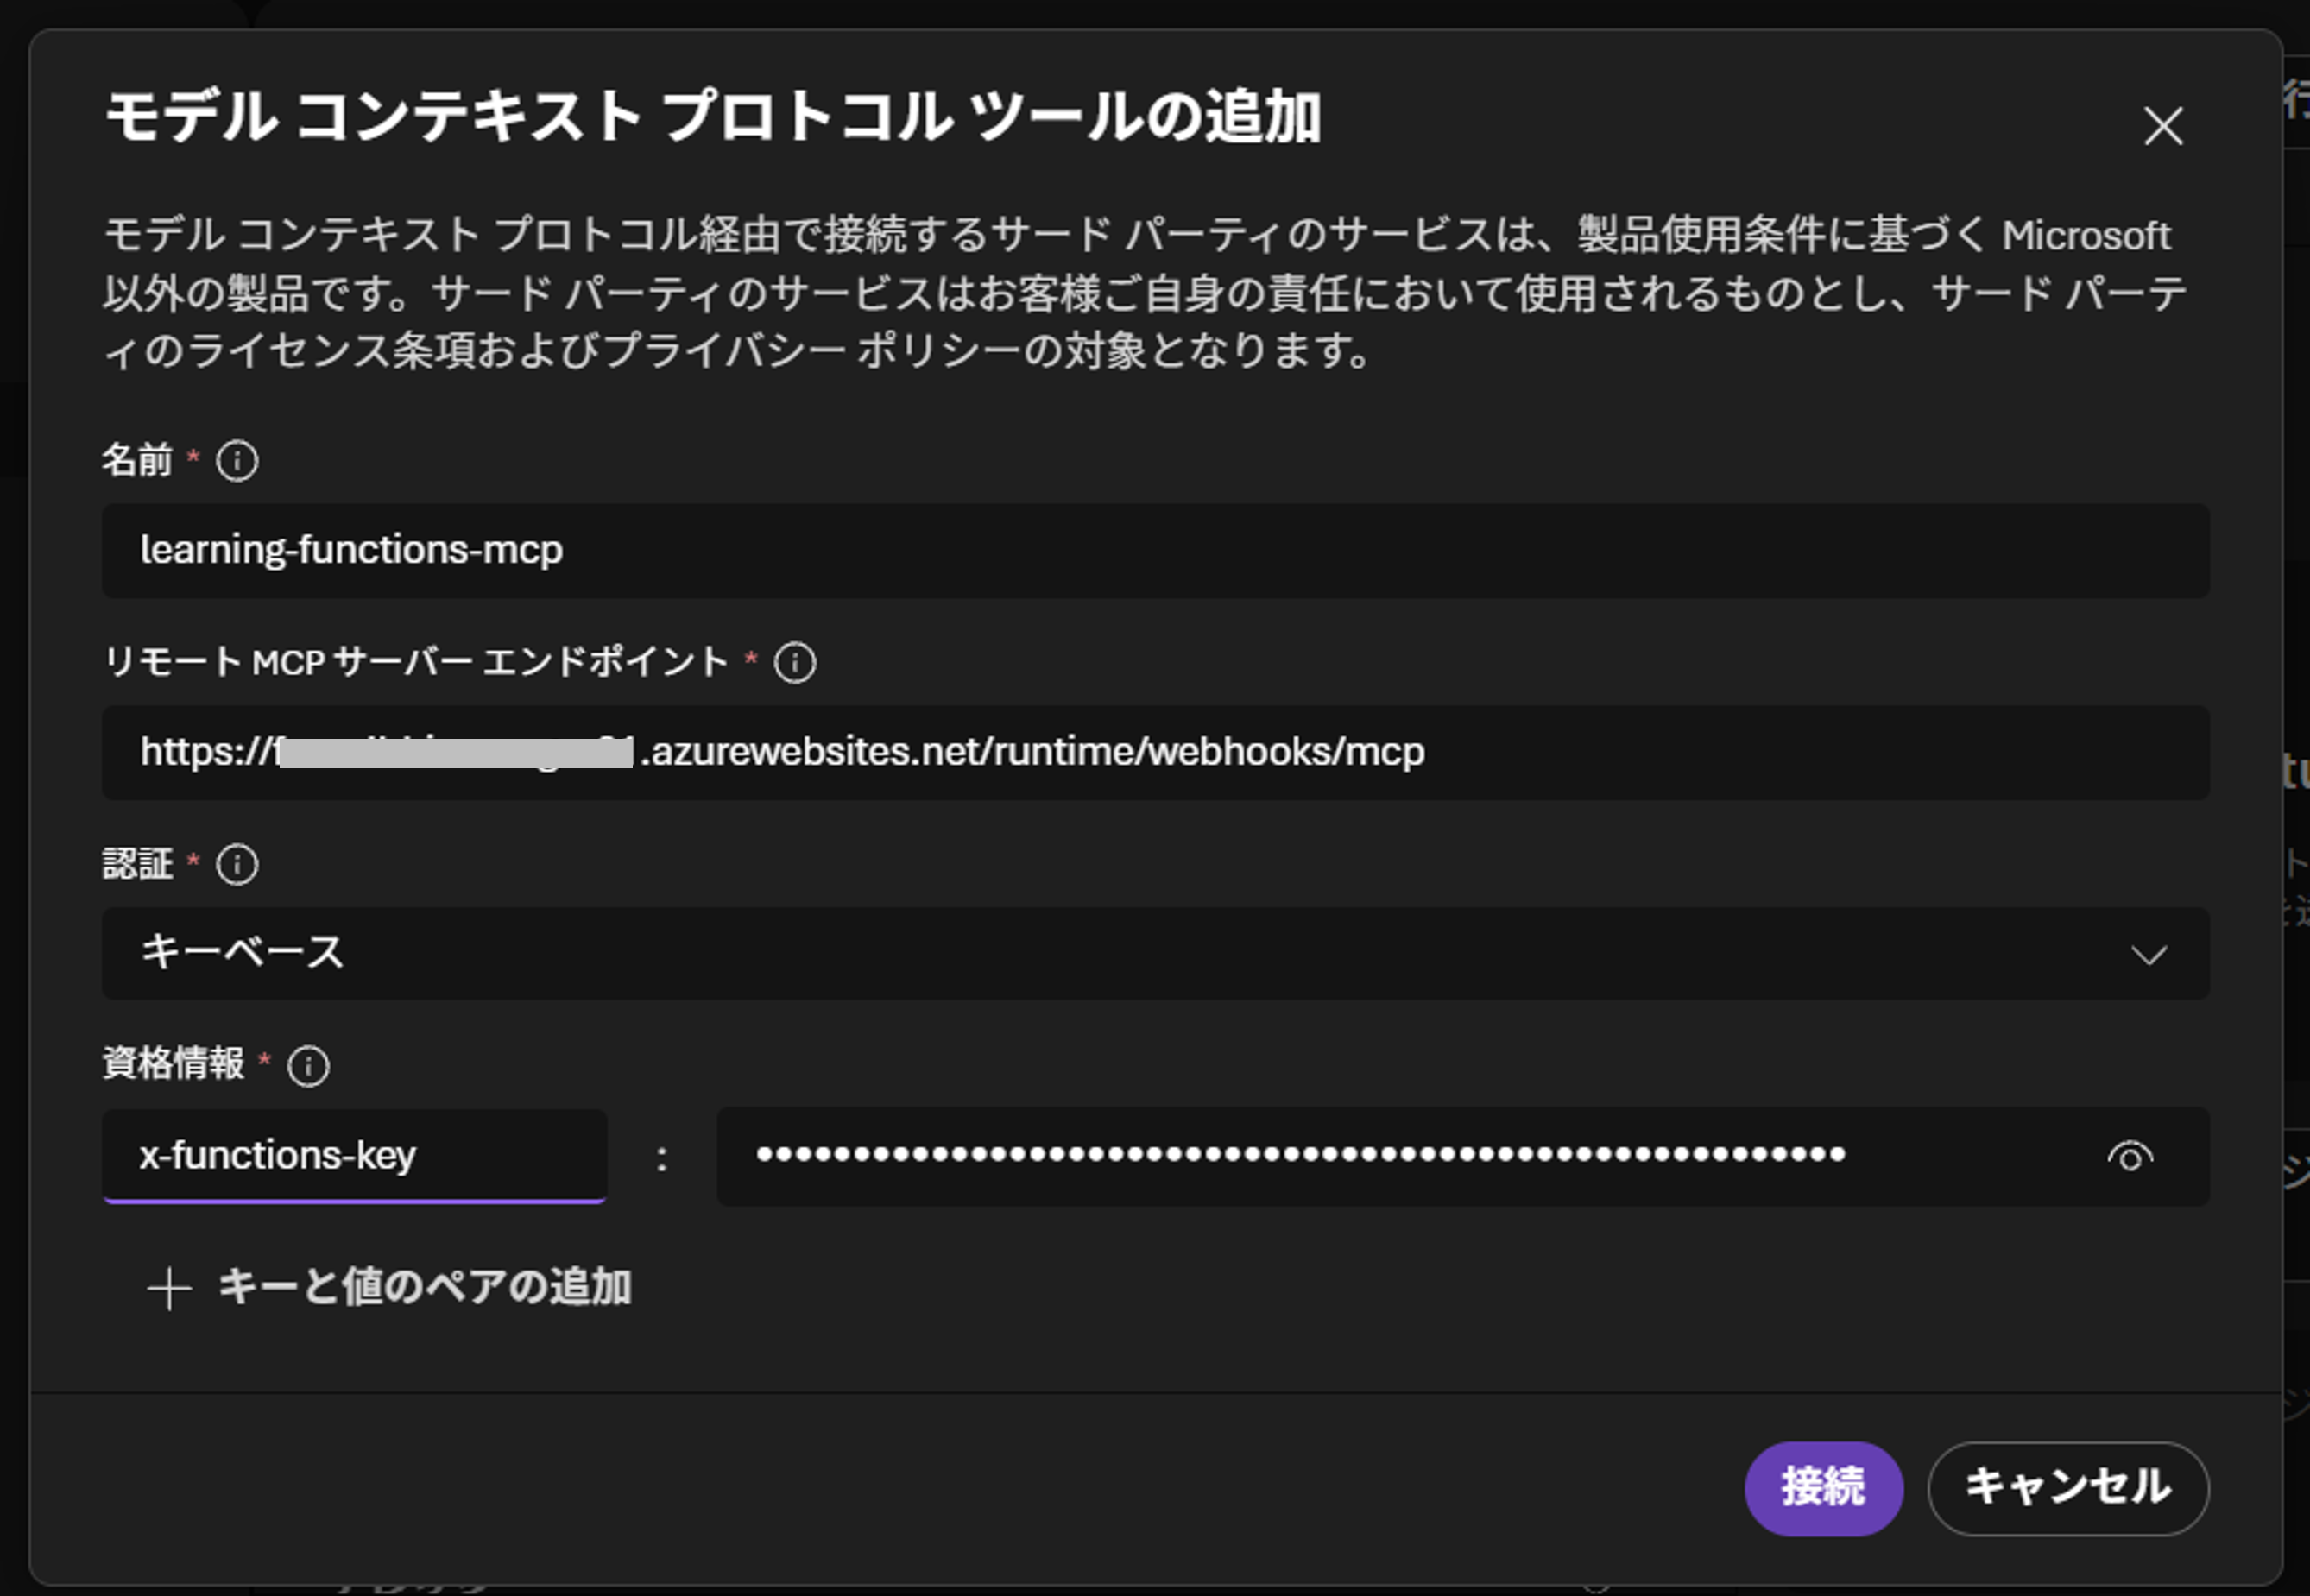 モデル コンテキスト プロトコル ツールの追加
モデル コンテキスト プロトコル経由で接続するサード パーティのサービスは、製品使用条件に基づく Microsoft
以外の製品です。サード パーティのサービスはお客様ご自身の責任において使用されるものとし、サード パーテ
ィのライセンス条項およびプライバシー ポリシーの対象となります。
名前 *
learning-functions-mcp
リモート MCP サーバー エンドポイント *
https://f .azurewebsites.net/runtime/webhooks/mcp
認証 *
キーベース
資格情報 *
x-functions-key :
キーと値のペアの追加
接続 キャンセル